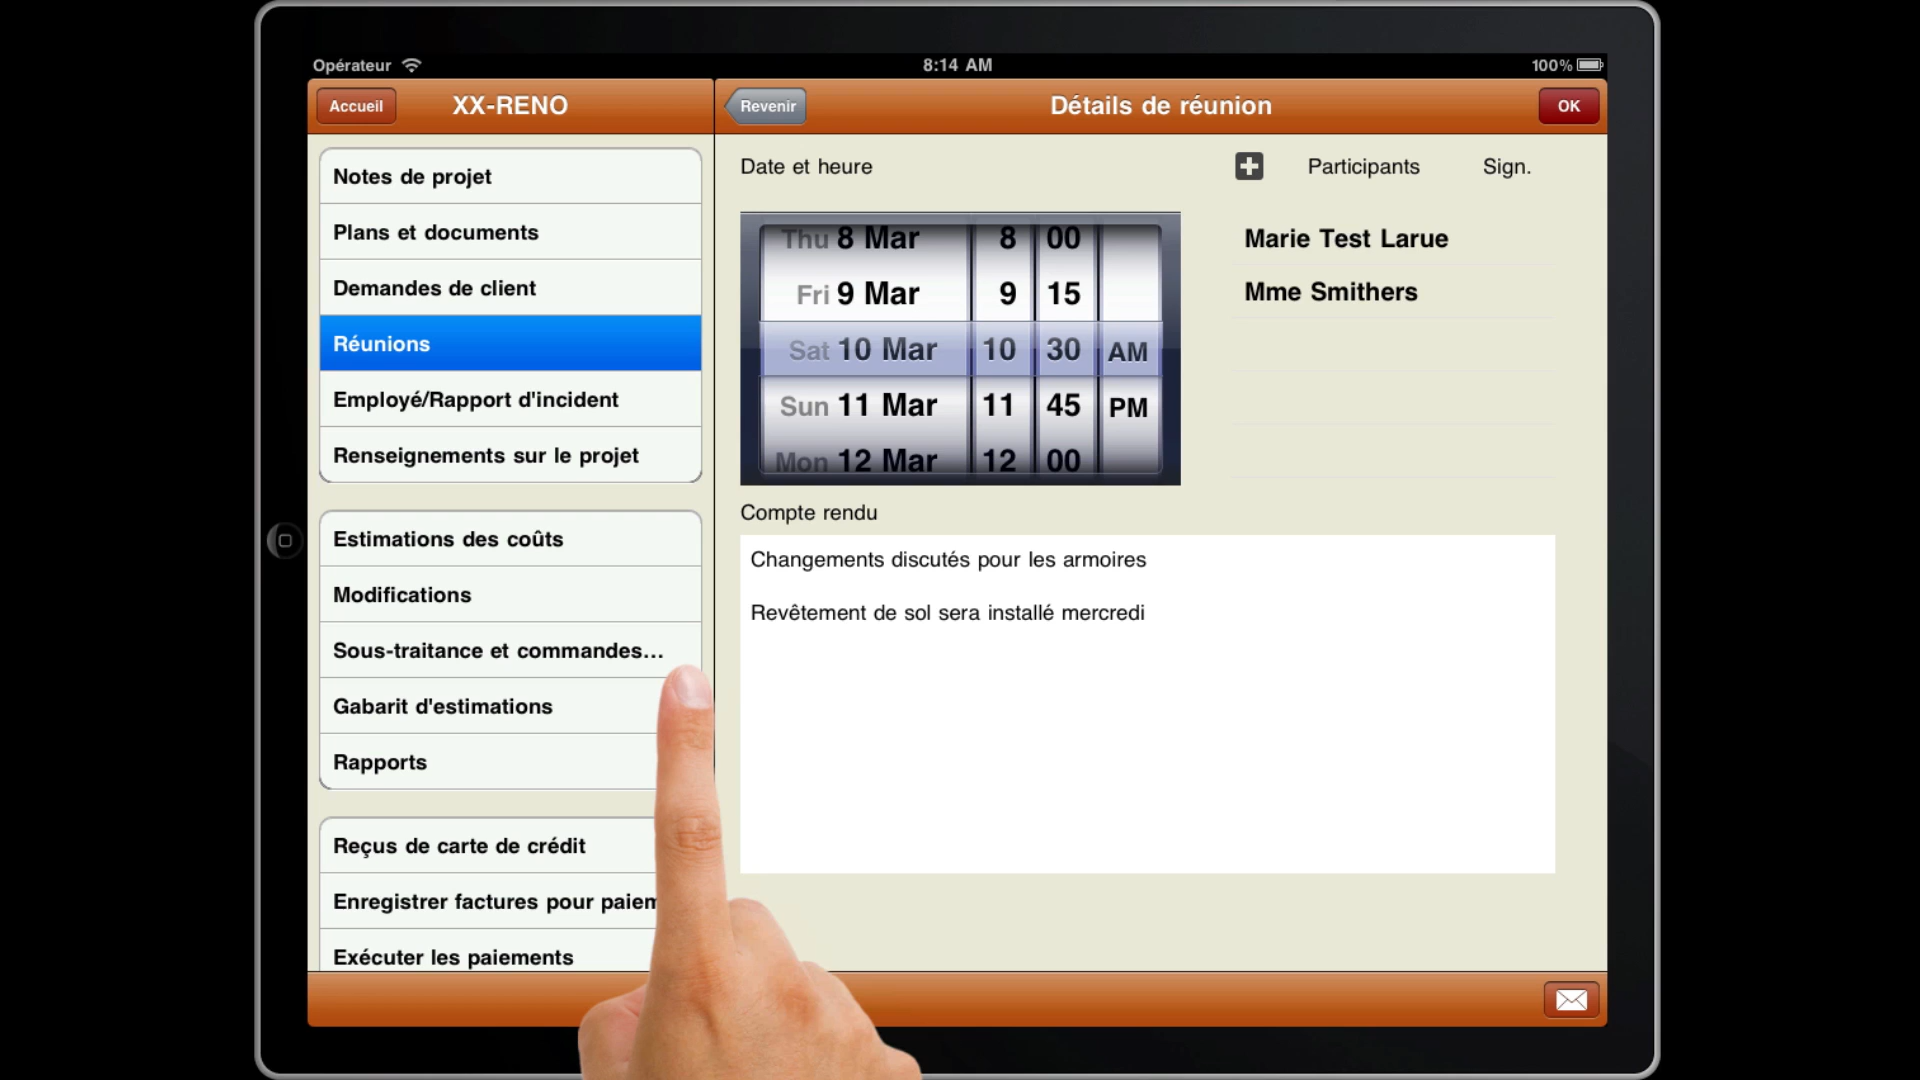 Opérateur
8:14 AM
100%
Accueil
XX-RENO
Revenir
Détails de réunion
OK
Notes de projet
Plans et documents
Demandes de client
Réunions
Employé/Rapport d'incident
Renseignements sur le projet
Estimations des coûts
Modifications
Sous-traitance et commandes...
Gabarit d'estimations
Rapports
Reçus de carte de crédit
Enregistrer factures pour paiem
Exécuter les paiements
Date et heure
Participants
Sign.
Thu 8 Mar 8 00
Fri 9 Mar 9 15
Sat 10 Mar 10 30 AM
Sun 11 Mar 11 45 PM
Mon 12 Mar 12 00
Marie Test Larue
Mme Smithers
Compte rendu
Changements discutés pour les armoires
Revêtement de sol sera installé mercredi